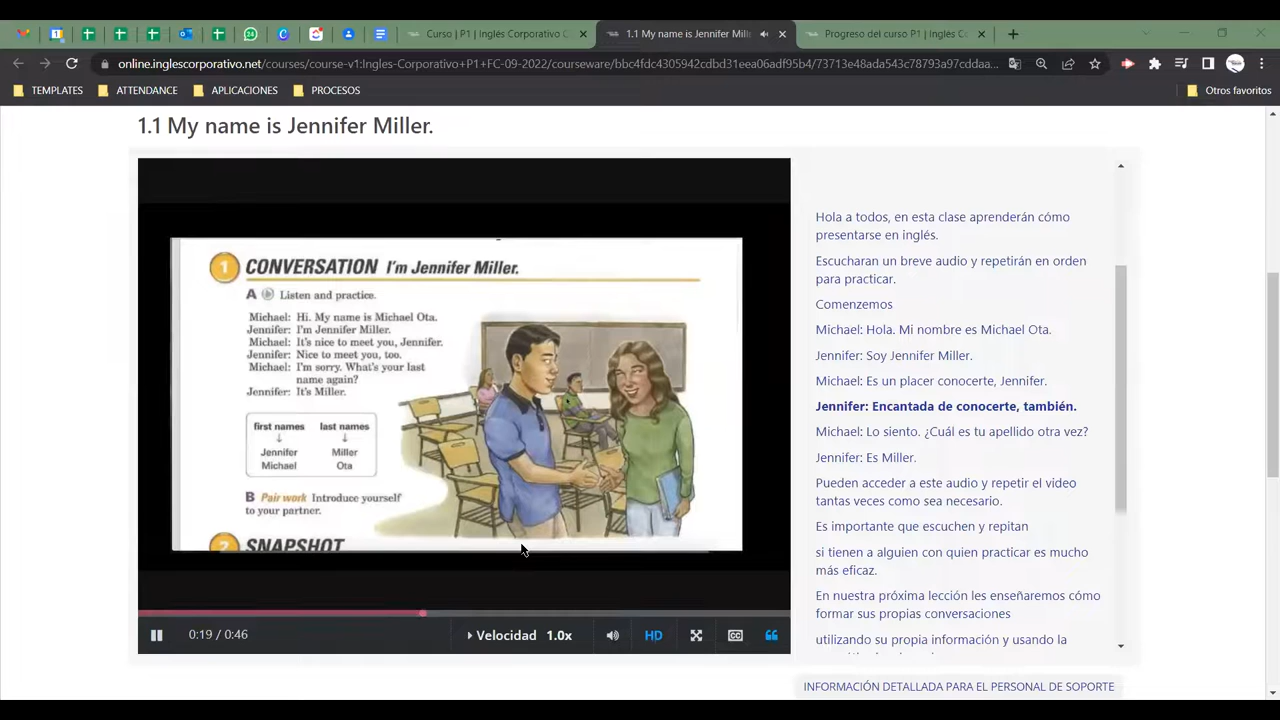 Curso | P1 | Inglés Corporativo C
1.1 My name is Jennifer Mill
Progreso del curso P1 | Inglés Co
online.inglescorporativo.net/courses/course-v1:Ingles-Corporativo+P1+FC-09-2022/courseware/bbc4fdc4305942cdbd31eea06adf95b4/73713e48ada543c78793a97cddaa...
TEMPLATES
ATTENDANCE
APLICACIONES
PROCESOS
Otros favoritos
1.1 My name is Jennifer Miller.
1 CONVERSATION I'm Jennifer Miller.
A Listen and practice.
Michael: Hi. My name is Michael Ota.
Jennifer: I'm Jennifer Miller.
Michael: It's nice to meet you, Jennifer.
Jennifer: Nice to meet you, too.
Michael: I'm sorry. What's your last
name again?
Jennifer: It's Miller.
first names last names
↓ ↓
Jennifer Miller
Michael Ota
B Pair work Introduce yourself
to your partner.
2 SNAPSHOT
0:19 / 0:46
Velocidad 1.0x
HD
CC
Hola a todos, en esta clase aprenderán cómo
presentarse en inglés.
Escucharan un breve audio y repetirán en orden
para practicar.
Comenzemos
Michael: Hola. Mi nombre es Michael Ota.
Jennifer: Soy Jennifer Miller.
Michael: Es un placer conocerte, Jennifer.
Jennifer: Encantada de conocerte, también.
Michael: Lo siento. ¿Cuál es tu apellido otra vez?
Jennifer: Es Miller.
Pueden acceder a este audio y repetir el video
tantas veces como sea necesario.
Es importante que escuchen y repitan
si tienen a alguien con quien practicar es mucho
más eficaz.
En nuestra próxima lección les enseñaremos cómo
formar sus propias conversaciones
utilizando su propia información y usando la
INFORMACIÓN DETALLADA PARA EL PERSONAL DE SOPORTE